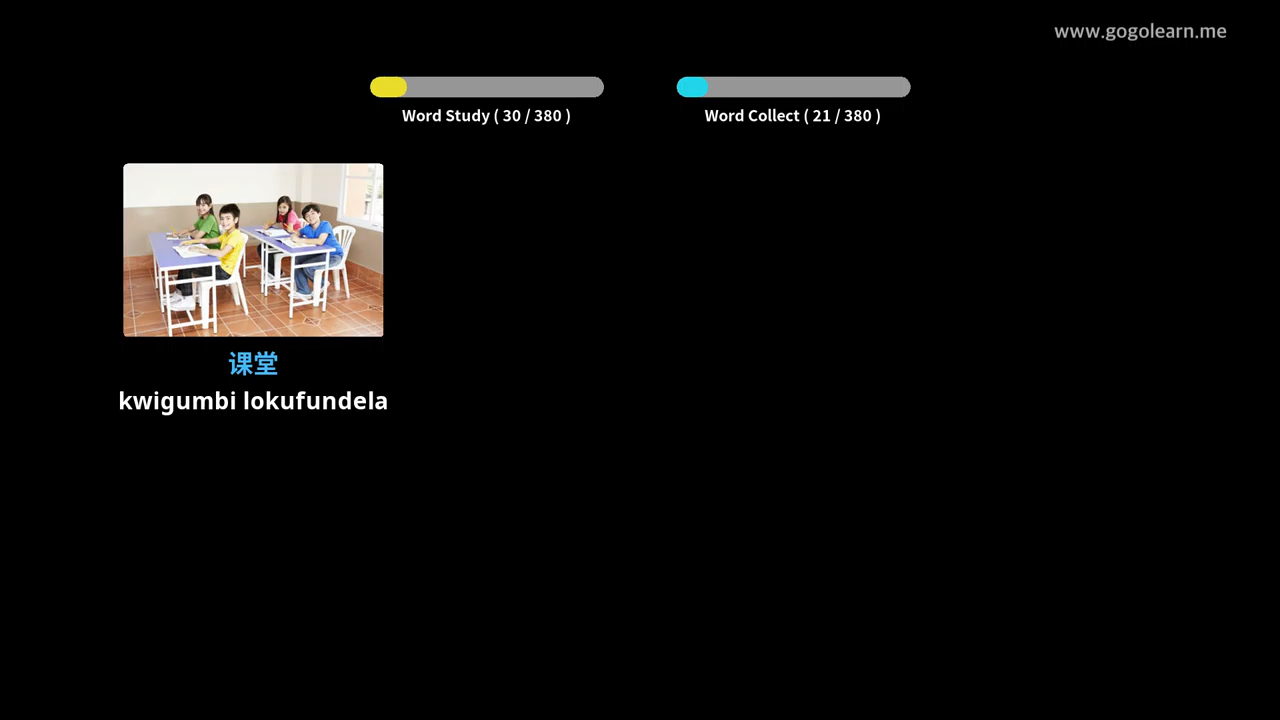 www.gogolearn.me
Word Study ( 30 / 380 )
Word Collect ( 21 / 380 )
课堂
kwigumbi lokufundela